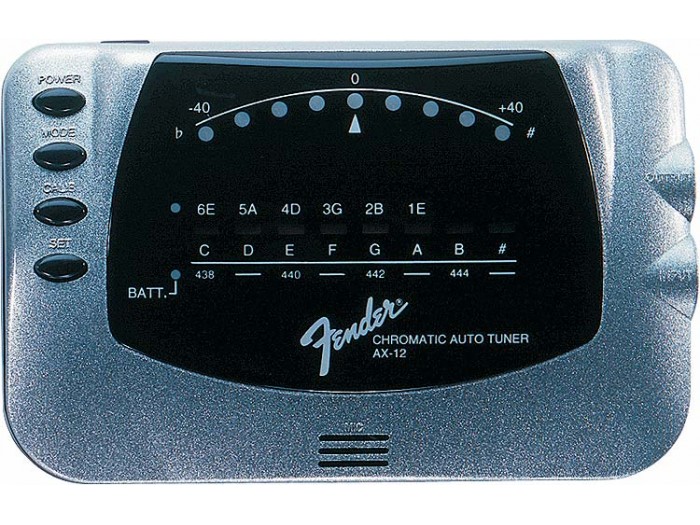 POWER
MODE
CALIB
SET
0
-40 +40
♭ #
6E 5A 4D 3G 2B 1E
C D E F G A B #
438 — 440 — 442 — 444 —
BATT.
Fender®
CHROMATIC AUTO TUNER
AX-12
MIC